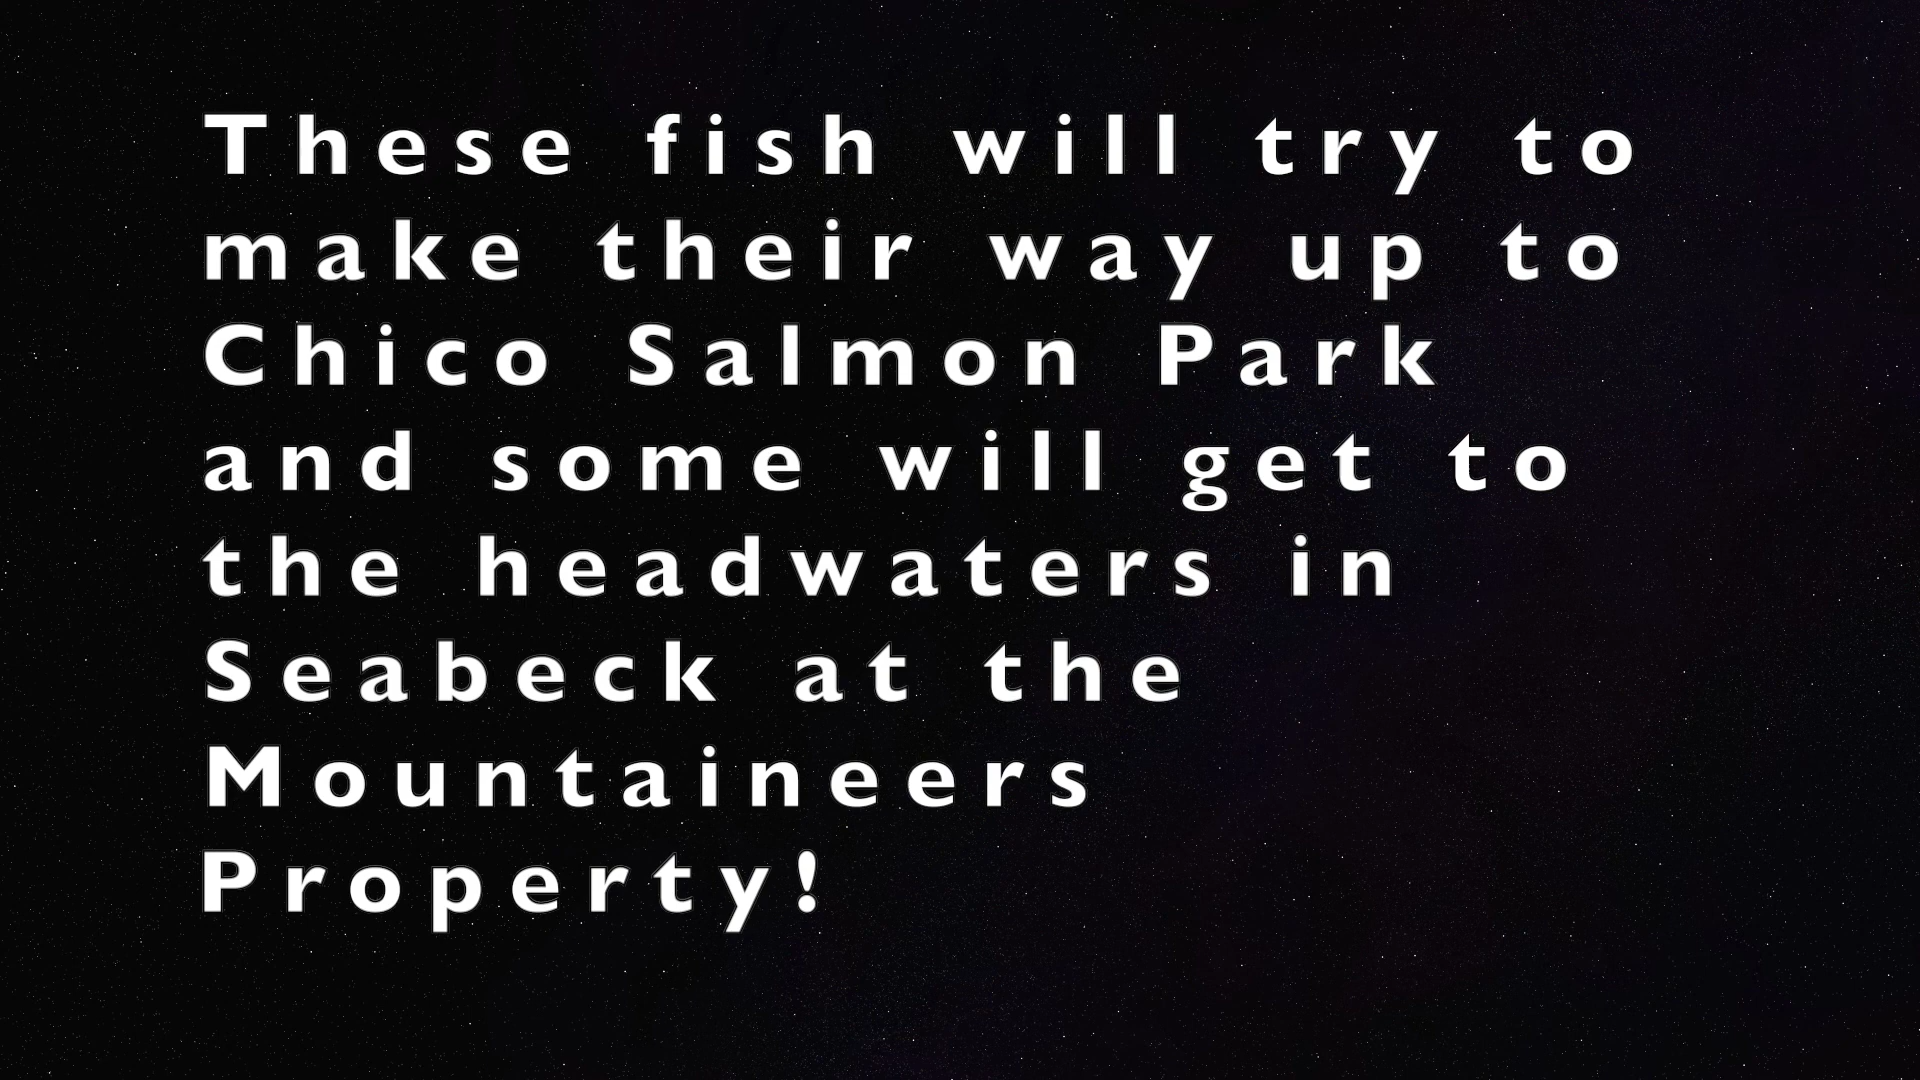 These fish will try to
make their way up to
Chico Salmon Park
and some will get to
the headwaters in
Seabeck at the
Mountaineers
Property!